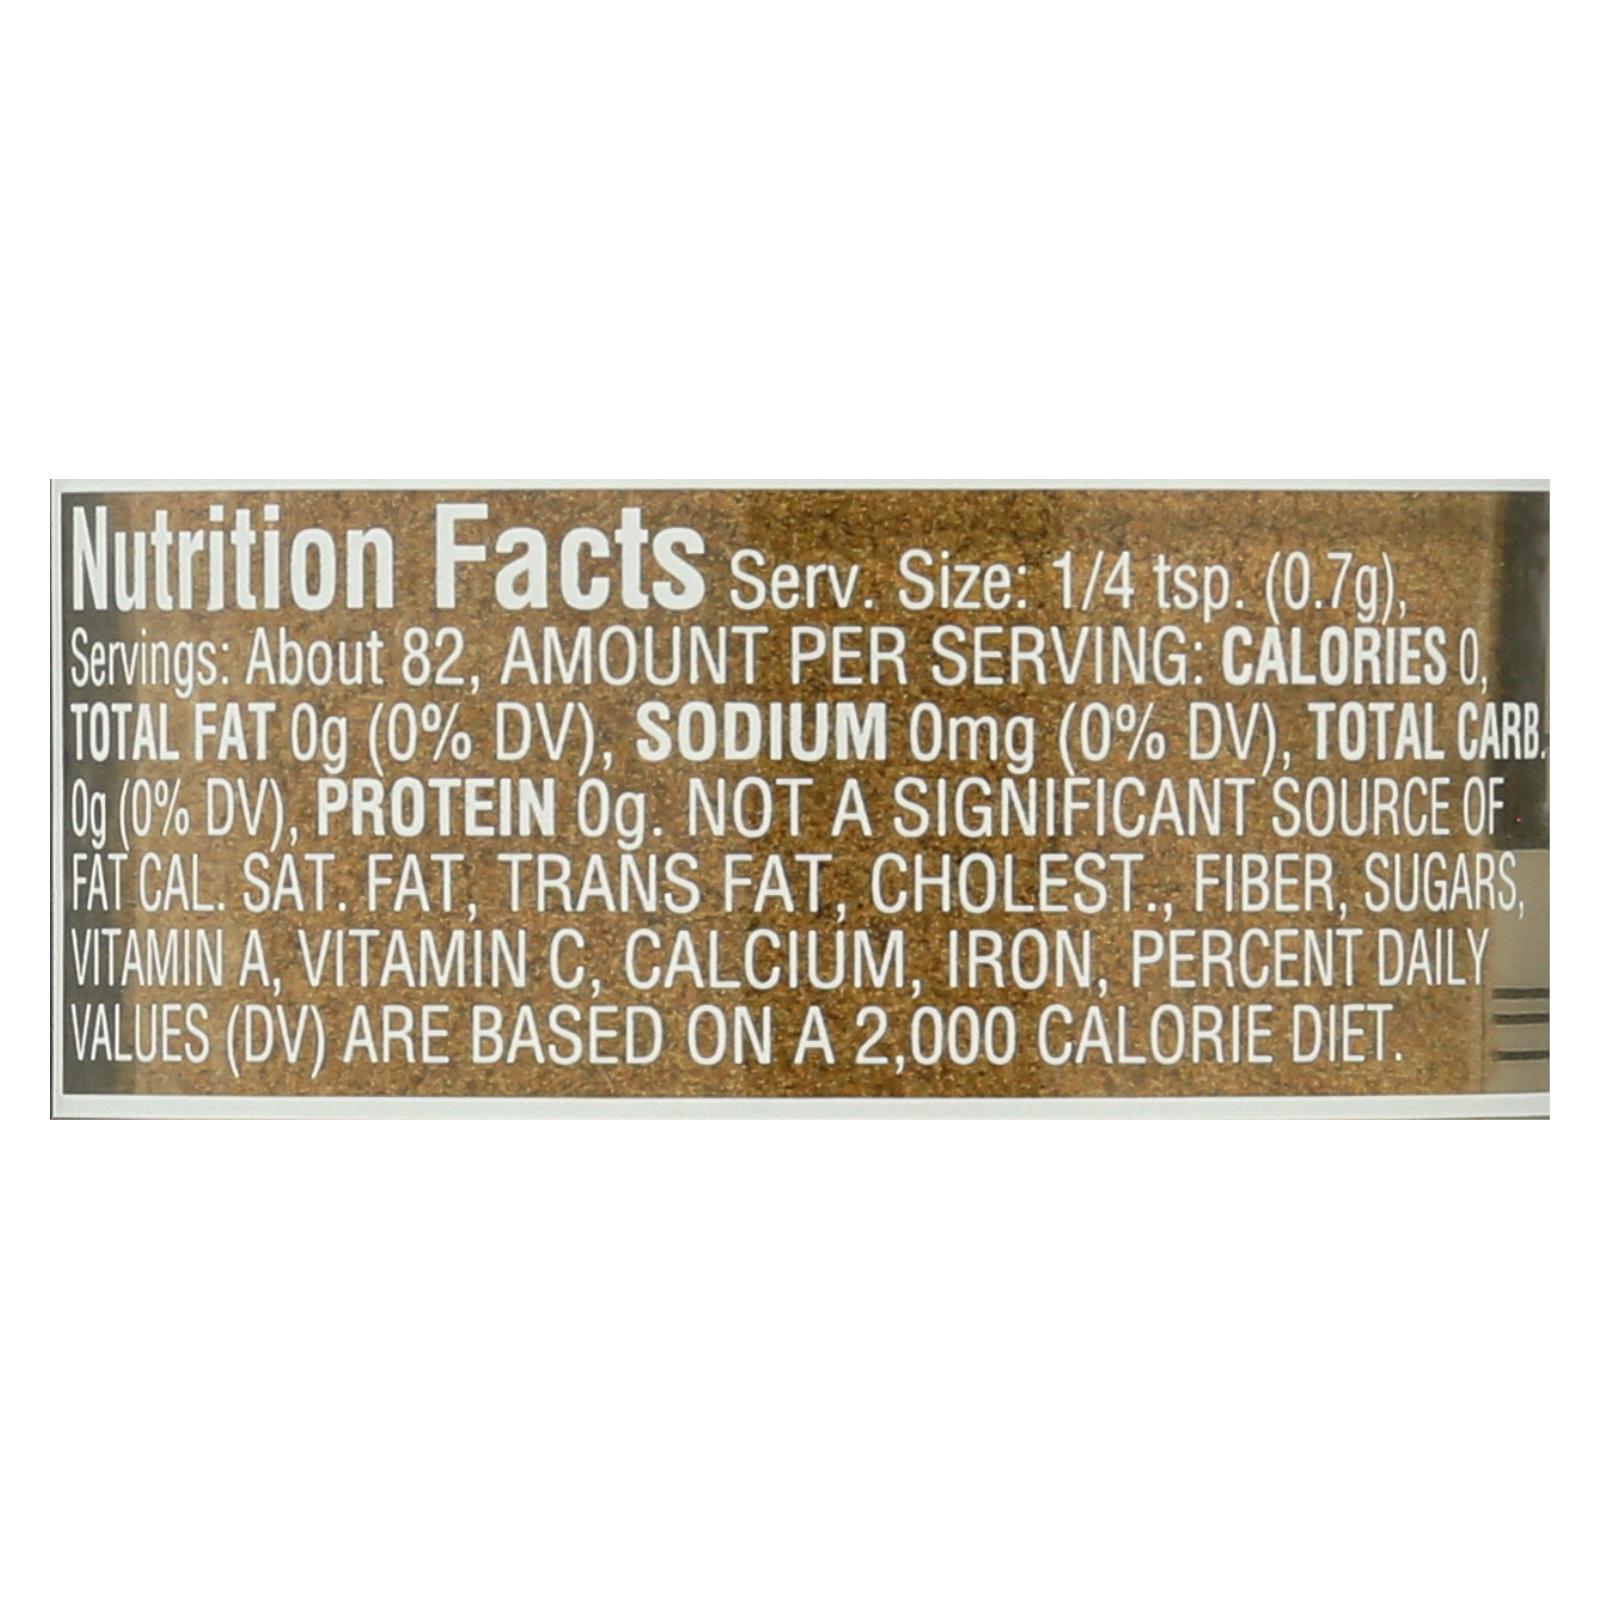 Nutrition Facts Serv. Size: 1/4 tsp. (0.7g),
Servings: About 82, AMOUNT PER SERVING: CALORIES 0,
TOTAL FAT 0g (0% DV), SODIUM 0mg (0% DV), TOTAL CARB.
0g (0% DV), PROTEIN 0g. NOT A SIGNIFICANT SOURCE OF
FAT CAL. SAT. FAT, TRANS FAT, CHOLEST., FIBER, SUGARS,
VITAMIN A, VITAMIN C, CALCIUM, IRON, PERCENT DAILY
VALUES (DV) ARE BASED ON A 2,000 CALORIE DIET.